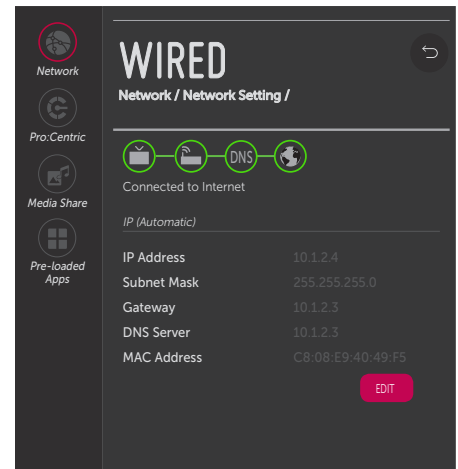 WIRED
Network / Network Setting /
Network
Pro:Centric
Media Share
Pre-loaded
Apps
DNS
Connected to Internet
IP (Automatic)
IP Address 10.1.2.4
Subnet Mask 255.255.255.0
Gateway 10.1.2.3
DNS Server 10.1.2.3
MAC Address C8:08:E9:40:49:F5
EDIT